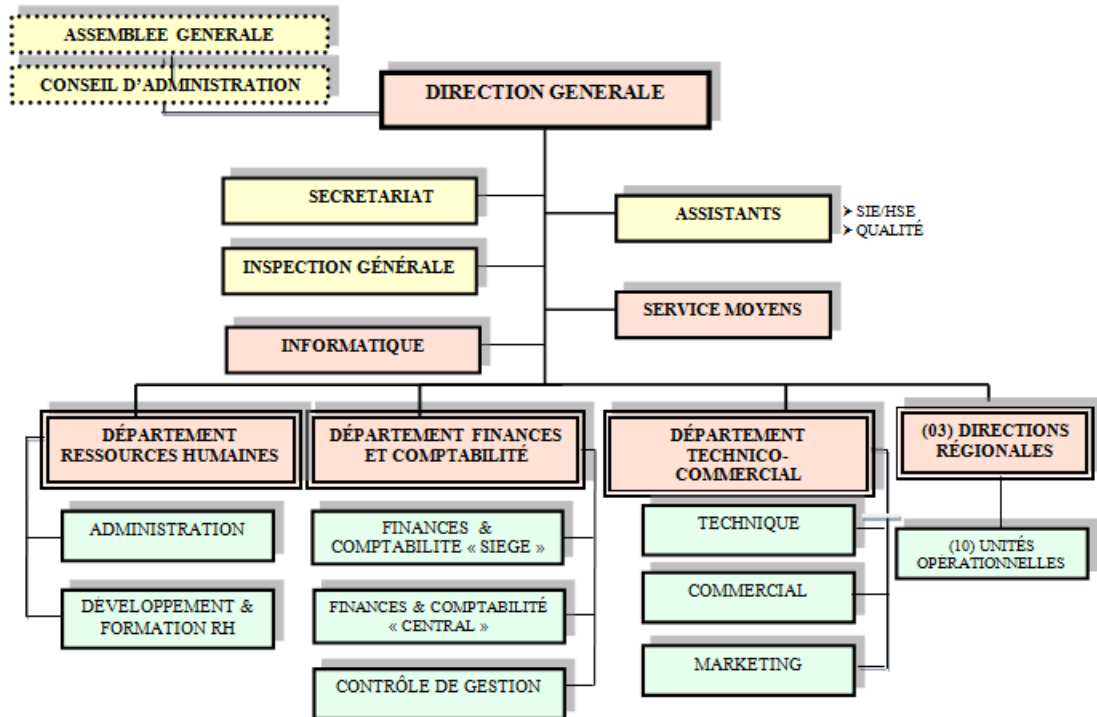 ASSEMBLEE GENERALE
CONSEIL D'ADMINISTRATION
DIRECTION GENERALE
SECRETARIAT
ASSISTANTS
➤ SIE/HSE
➤ QUALITÉ
INSPECTION GÉNÉRALE
SERVICE MOYENS
INFORMATIQUE
DÉPARTEMENT
RESSOURCES HUMAINES
DÉPARTEMENT FINANCES
ET COMPTABILITÉ
DÉPARTEMENT
TECHNICO-
COMMERCIAL
(03) DIRECTIONS
RÉGIONALES
ADMINISTRATION
DÉVELOPPEMENT &
FORMATION RH
FINANCES &
COMPTABILITE « SIEGE »
FINANCES & COMPTABILITÉ
« CENTRAL »
CONTRÔLE DE GESTION
TECHNIQUE
COMMERCIAL
MARKETING
(10) UNITÉS
OPÉRATIONNELLES